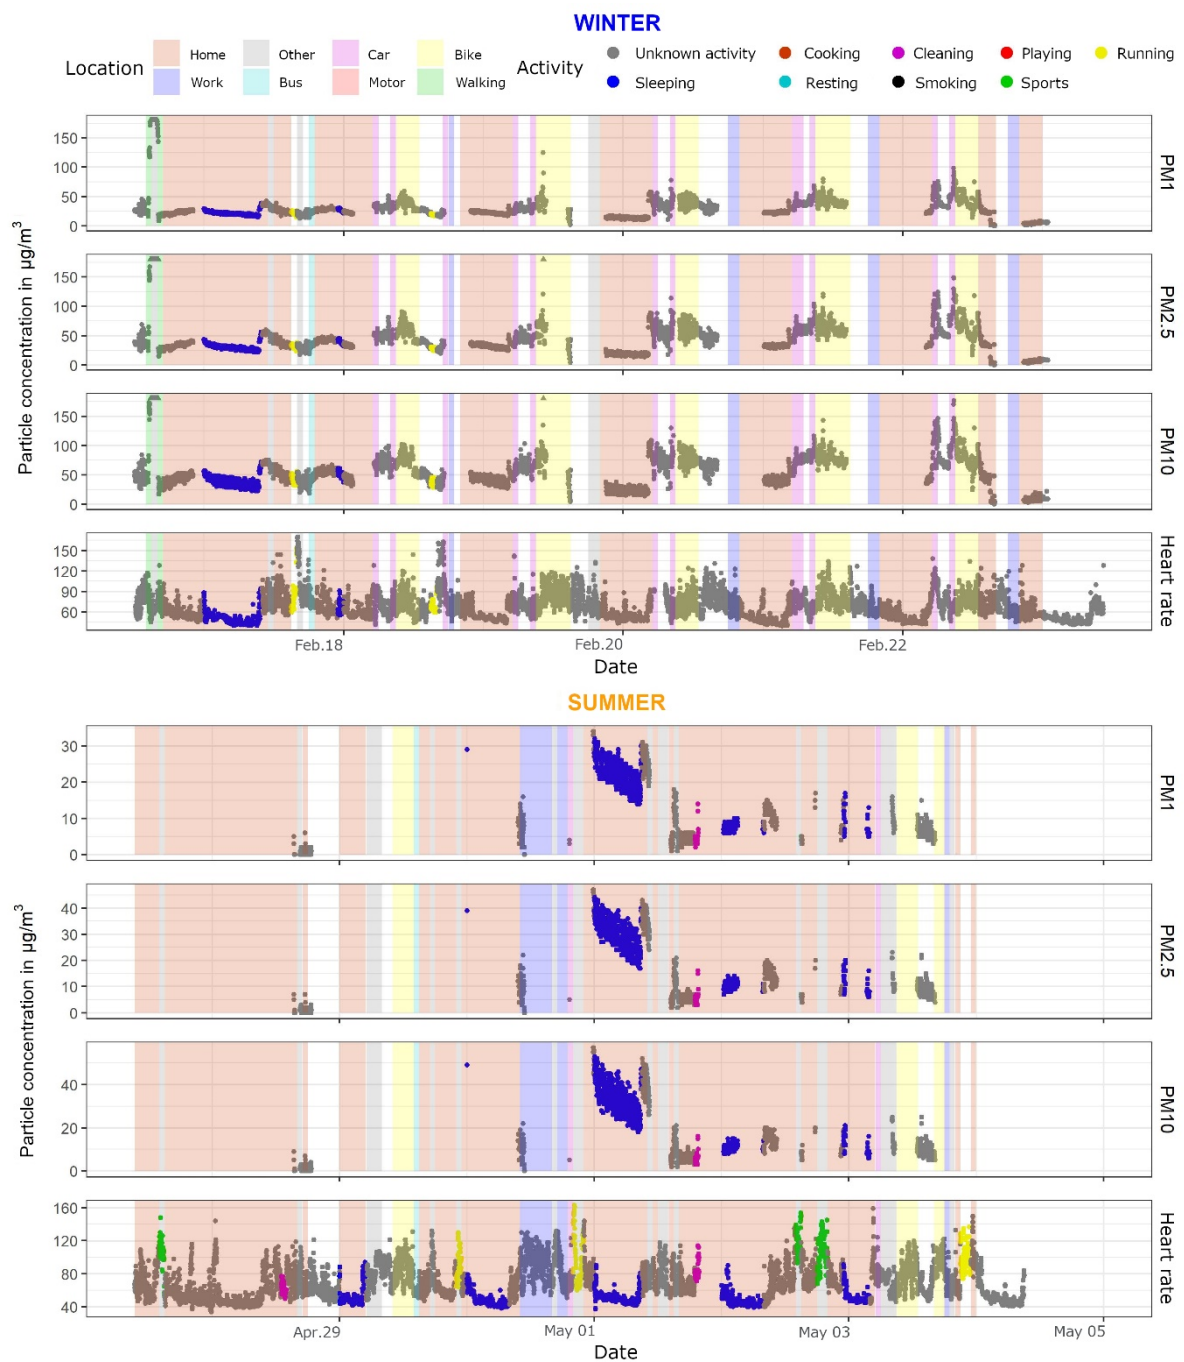 WINTER
Location Home Other Car Bike Activity Unknown activity Cooking Cleaning Playing Running
Work Bus Motor Walking Sleeping Resting Smoking Sports
Particle concentration in µg/m³
150
100
50
0
PM1
150
100
50
0
PM2.5
150
100
50
0
PM10
150
120
90
60
Heart rate
Feb.18 Feb.20 Feb.22
Date
SUMMER
30
20
10
0
PM1
Particle concentration in µg/m³
40
30
20
10
0
PM2.5
40
20
0
PM10
160
120
80
40
Heart rate
Apr.29 May 01 May 03 May 05
Date